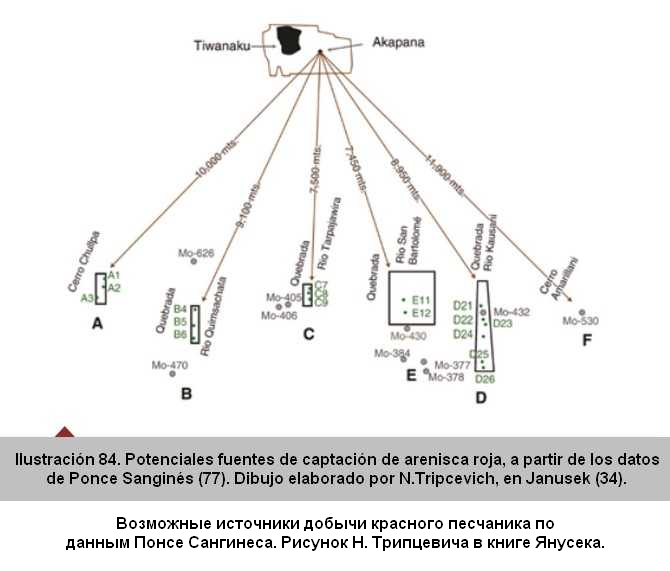 Tiwanaku
Akapana
10,000 mts.
9,100 mts.
7,500 mts.
7,450 mts.
8,950 mts.
11,900 mts.
Cerro Chullpa
A1
A2
A3
A
Mo-626
Quebrada
Rio Quimsachata
B4
B5
B6
Mo-470
B
Quebrada
Rio Tarpajawira
C7
C9
Mo-405
Mo-406
C
Quebrada
Rio San
Bartolomé
E11
E12
Mo-430
Mo-384
Mo-377
Mo-378
E
Quebrada
Rio Kausani
D21
D22
D23
D24
D25
D26
Mo-432
D
Cerro
Amarillani
Mo-530
F
Ilustración 84. Potenciales fuentes de captación de arenisca roja, a partir de los datos
de Ponce Sanginés (77). Dibujo elaborado por N.Tripcevich, en Janusek (34).
Возможные источники добычи красного песчаника по
данным Понсе Сангинеса. Рисунок Н. Трипцевича в книге Янусека.